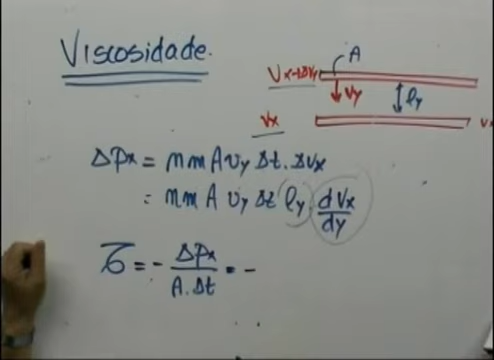 Viscosidade.
A
Vx+ΔVx
Vy
ly
Vx
ΔPx = n m A vy Δt. Δvx
= n m A vy Δt ly dVx/dy
τ = - ΔPx/A.Δt = -